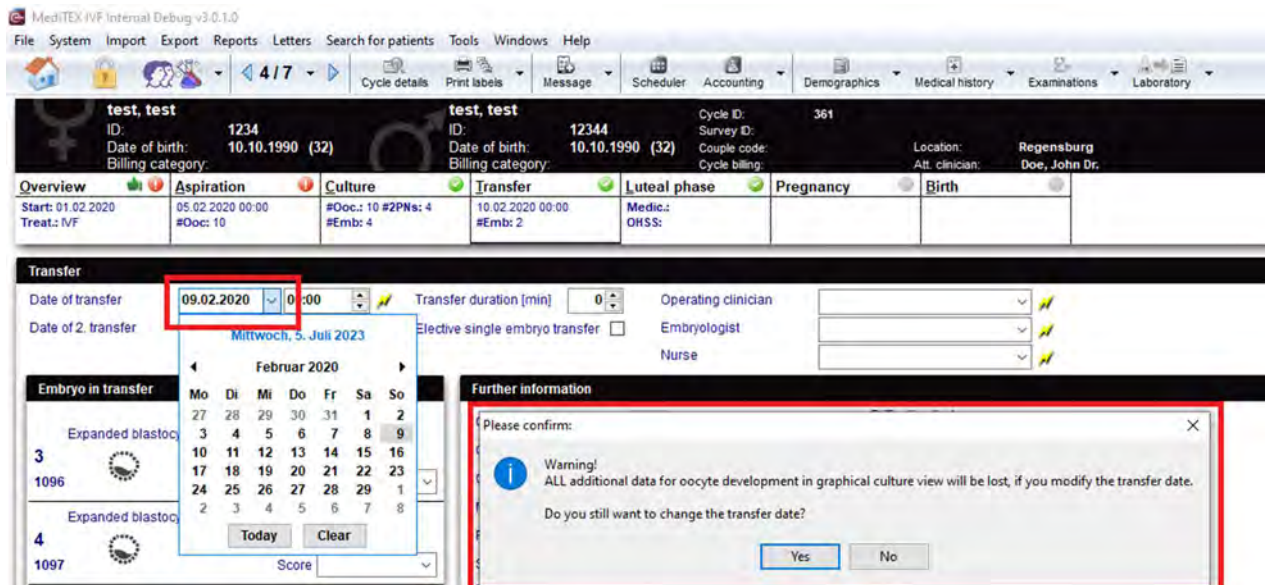 MediTEX IVF Internal Debug v3.0.1.0
File System Import Export Reports Letters Search for patients Tools Windows Help
4 / 7 Cycle details Print labels Message Scheduler Accounting Demographics Medical history Examinations Laboratory
test, test test, test Cycle ID: 361
ID: 1234 ID: 12344 Survey ID:
Date of birth: 10.10.1990 (32) Date of birth: 10.10.1990 (32) Couple code: Location: Regensburg
Billing category: Billing category: Cycle billing: Att. clinician: Doe, John Dr.
Overview Aspiration Culture Transfer Luteal phase Pregnancy Birth
Start: 01.02.2020 05.02.2020 00:00 #Ooc.: 10 #2PNs: 4 10.02.2020 00:00 Medic.:
Treat.: IVF #Ooc: 10 #Emb: 4 #Emb: 2 OHSS:
Transfer
Date of transfer 09.02.2020 :00 Transfer duration [min] 0 Operating clinician
Date of 2. transfer Elective single embryo transfer Embryologist
Nurse
Mittwoch, 5. Juli 2023
Februar 2020
Mo Di Mi Do Fr Sa So
27 28 29 30 31 1 2
3 4 5 6 7 8 9
10 11 12 13 14 15 16
17 18 19 20 21 22 23
24 25 26 27 28 29 1
2 3 4 5 6 7 8
Today Clear
Embryo in transfer
Expanded
3
1096
Expanded
4
1097
Score
Further information
Please confirm:
Warning!
ALL additional data for oocyte development in graphical culture view will be lost, if you modify the transfer date.
Do you still want to change the transfer date?
Yes No